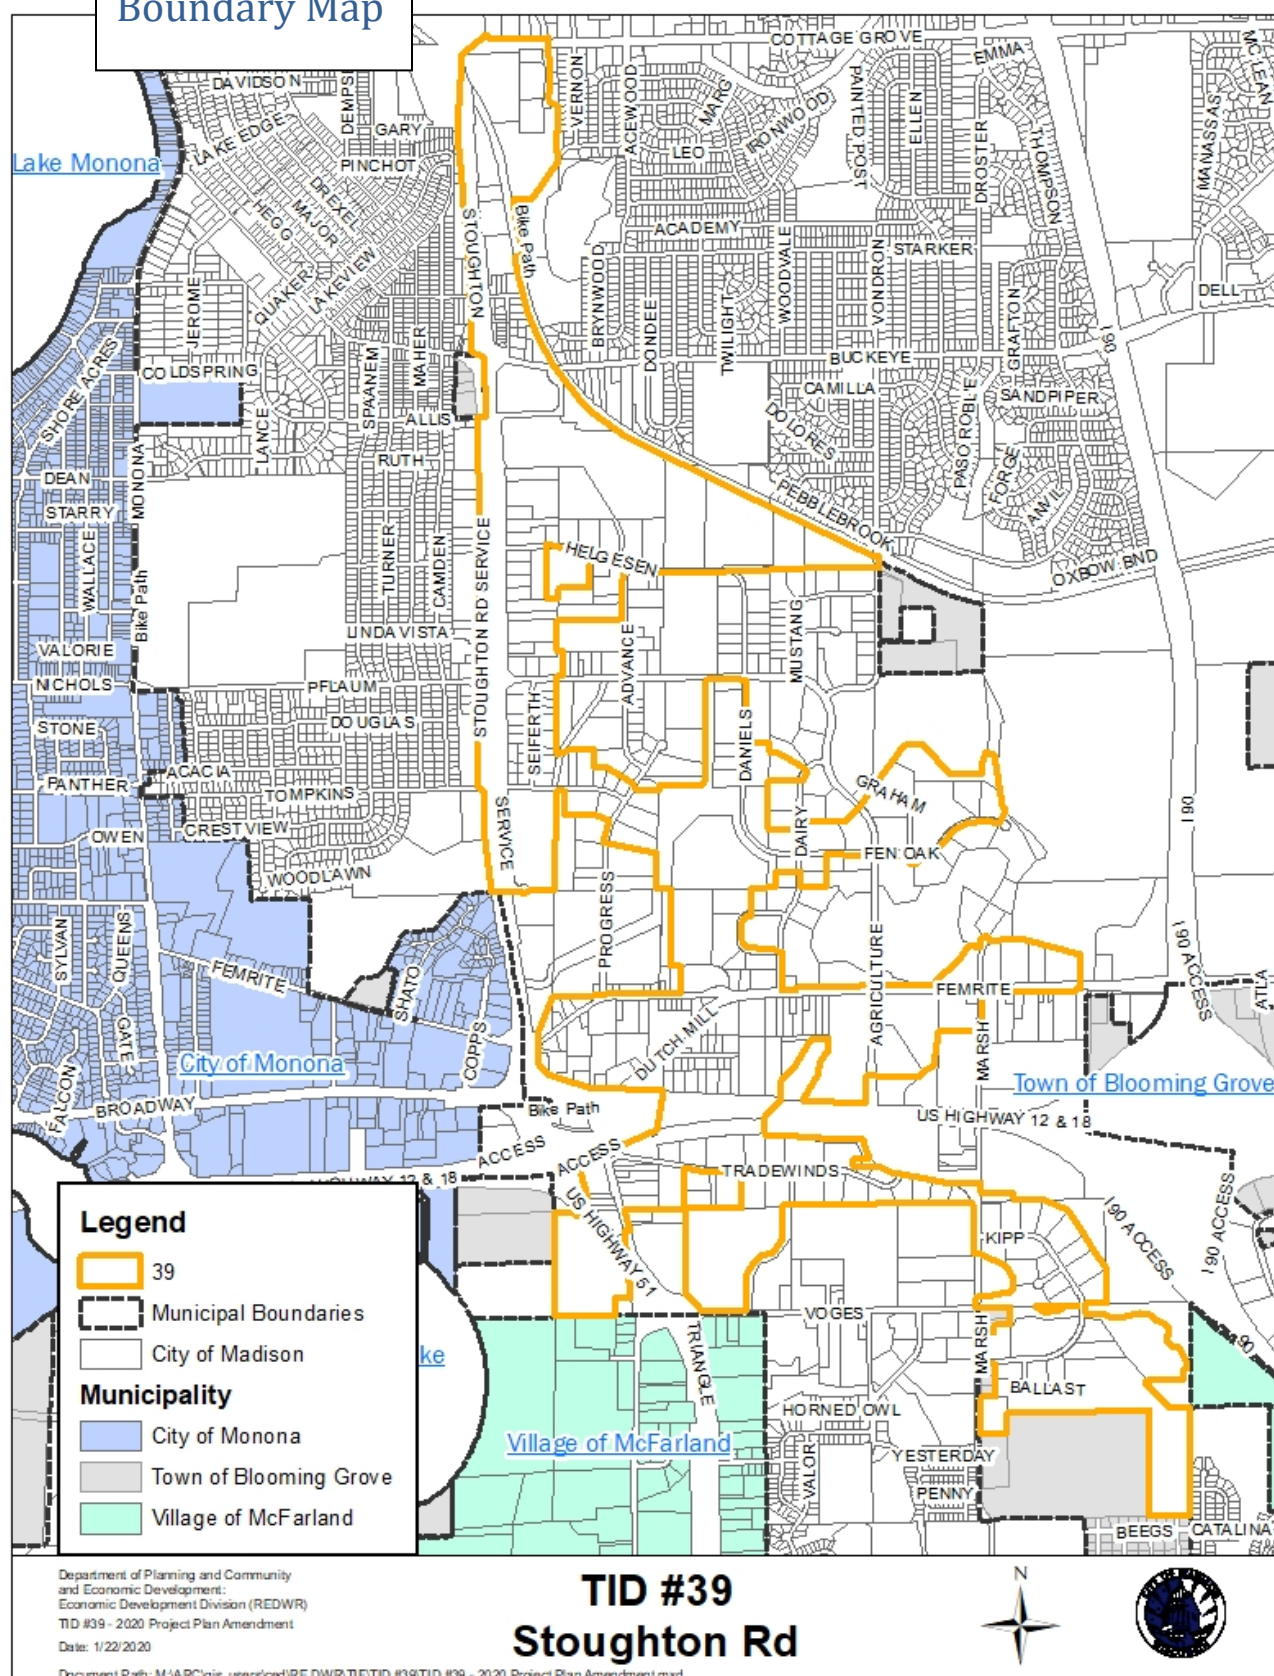 Boundary Map
COTTAGE GROVE
EMMA
MCLEAN
DAVIDSON
VERNON
ACEWOOD
MARG
IRONWOOD
PAINTED POST
ELLEN
DROSTER
THOMPSON
MANASSAS
LAKE EDGE
GARY
PINCHOT
LEO
Lake Monona
DREXEL
MAJOR
HEGG
STOUGHTON
Bike Path
ACADEMY
STARKER
QUAKER
LAKEVIEW
JEROME
BRYNWOOD
DONDEE
TWILIGHT
WOODVALE
VONDRON
GRAFTON
DELL
I 90
SHORE ACRES
COLDSPRING
SPAANEM
MAHER
BUCKEYE
CAMILLA
SANDPIPER
LANCE
ALLIS
DOLORES
PASO ROBLE
RUTH
FORGE
ANVIL
DEAN
STARRY
MONONA
WALLACE
TURNER
CAMDEN
STOUGHTON RD SERVICE
PEBBLEBROOK
HELGESEN
OXBOW BND
Bike Path
LINDA VISTA
ADVANCE
MUSTANG
VALORIE
NICHOLS
PFLAUM
DOUGLAS
SEIFERTH
DANIELS
STONE
PANTHER
ACACIA
TOMPKINS
GRAHAM
I 90
OWEN
CRESTVIEW
SERVICE
DAIRY
FEN OAK
WOODLAWN
PROGRESS
AGRICULTURE
SYLVAN
QUEENS
FEMRITE
SHATO
FEMRITE
I 90 ACCESS
ATLA
GATE
COPPS
DUTCH MILL
MARSH
City of Monona
Town of Blooming Grove
FALCON
BROADWAY
Bike Path
US HIGHWAY 12 & 18
ACCESS
ACCESS
TRADEWINDS
12 & 18
US HIGHWAY 51
KIPP
I 90 ACCESS
I 90 ACCESS
VOGES
MARSH
TRIANGLE
BALLAST
HORNED OWL
Village of McFarland
VALOR
YESTERDAY
PENNY
BEEGS
CATALINA
ke
Legend
39
Municipal Boundaries
City of Madison
Municipality
City of Monona
Town of Blooming Grove
Village of McFarland
Department of Planning and Community
and Economic Development:
Economic Development Division (REDWR)
TID #39 - 2020 Project Plan Amendment
Date: 1/22/2020
TID #39
Stoughton Rd
N